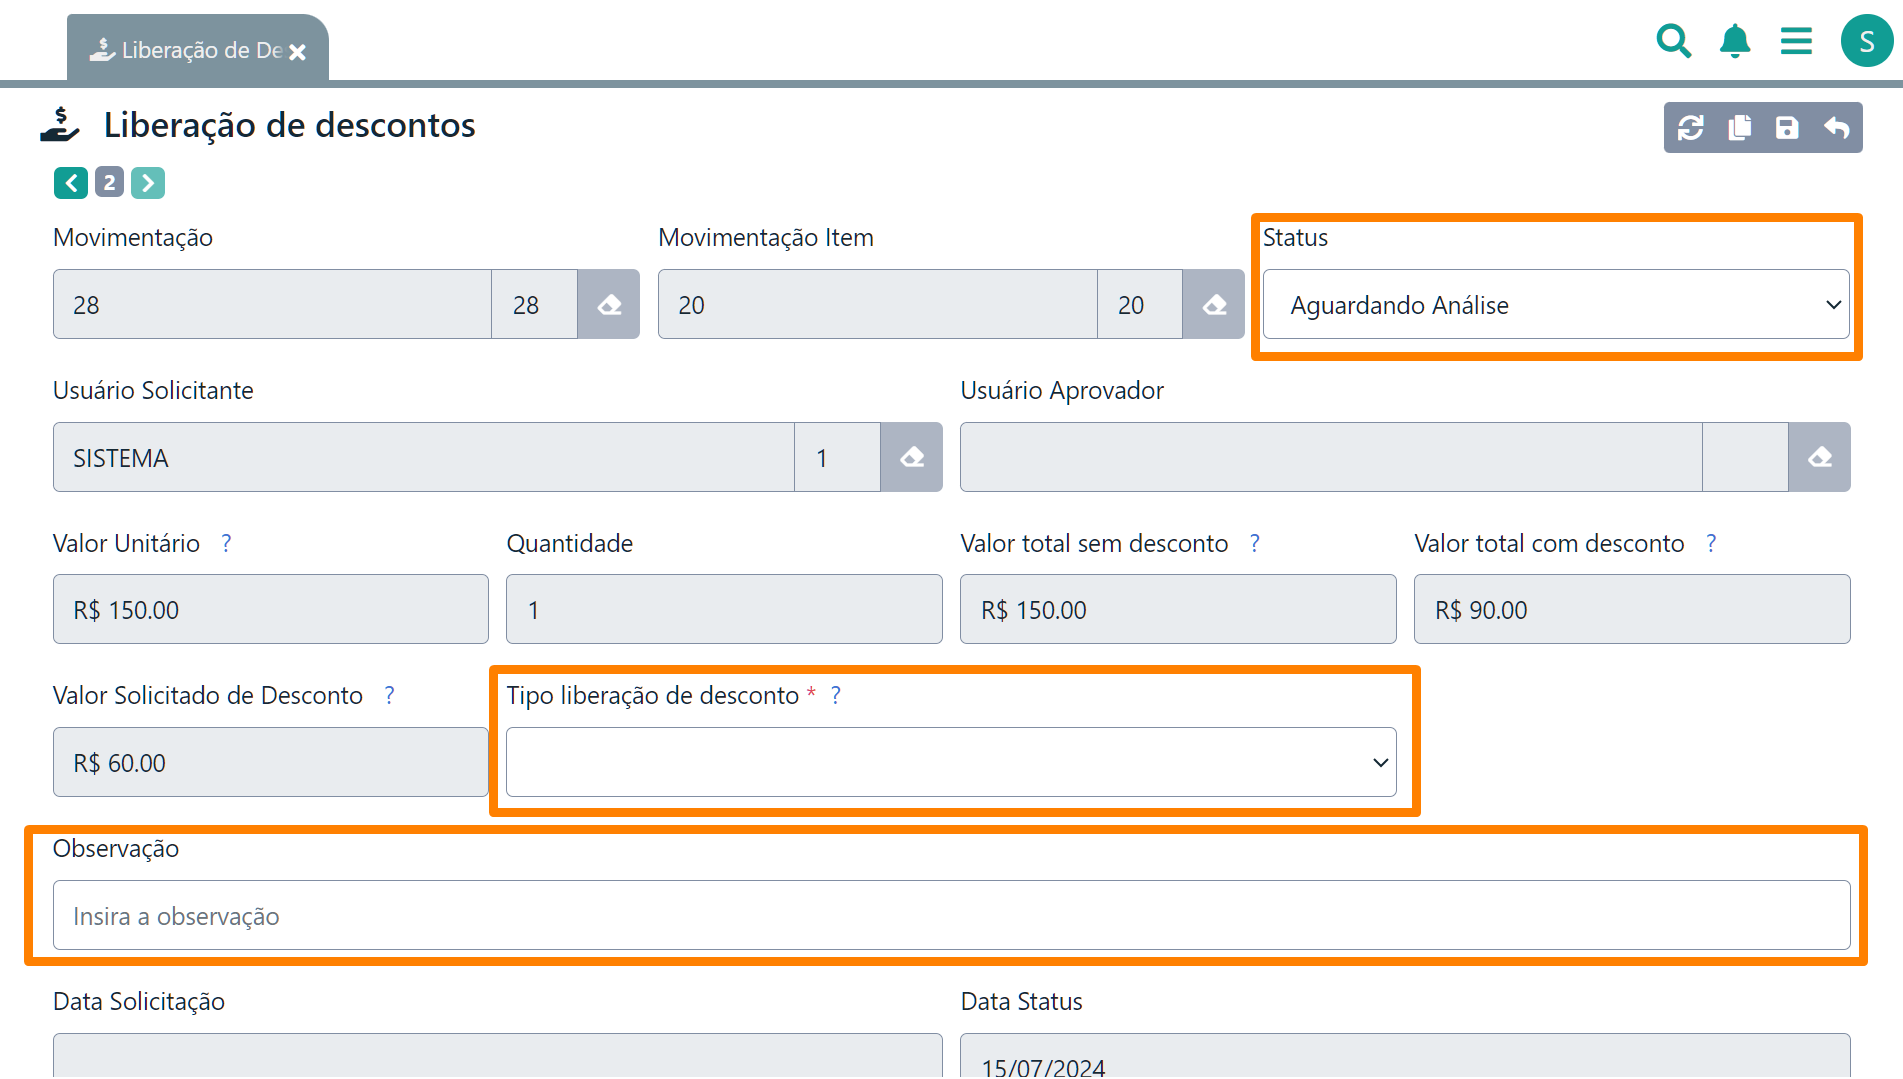 Liberação de De
S
Liberação de descontos
2
Movimentação
Movimentação Item
Status
28
28
20
20
Aguardando Análise
Usuário Solicitante
Usuário Aprovador
SISTEMA
1
Valor Unitário ?
Quantidade
Valor total sem desconto ?
Valor total com desconto ?
R$ 150.00
1
R$ 150.00
R$ 90.00
Valor Solicitado de Desconto ?
Tipo liberação de desconto * ?
R$ 60.00
Observação
Insira a observação
Data Solicitação
Data Status
15/07/2024